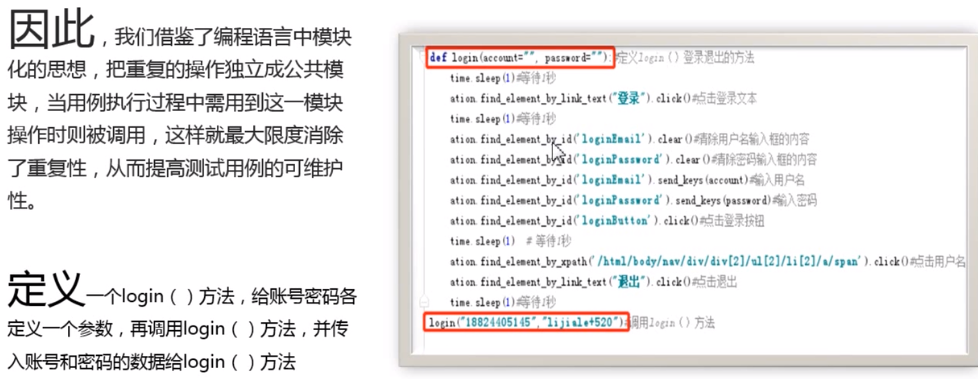 因此，我们借鉴了编程语言中模块
化的思想，把重复的操作独立成公共模
块，当用例执行过程中需用到这一模块
操作时则被调用，这样就最大限度消除
了重复性，从而提高测试用例的可维护
性。
定义一个login（）方法，给账号密码各
定义一个参数，再调用login（）方法，并传
入账号和密码的数据给login（）方法
def login(account="", password=""):#定义login（）登录退出的方法
time.sleep(1)#等待1秒
ation.find_element_by_link_text("登录").click()#点击登录文本
time.sleep(1)#等待1秒
ation.find_element_by_id('loginEmail').clear()#清除用户名输入框的内容
ation.find_element_by_id('loginPassword').clear()#清除密码输入框的内容
ation.find_element_by_id('loginEmail').send_keys(account)#输入用户名
ation.find_element_by_id('loginPassword').send_keys(password)#输入密码
ation.find_element_by_id('loginButton').click()#点击登录按钮
time.sleep(1) # 等待1秒
ation.find_element_by_xpath('/html/body/nav/div/div[2]/ul[2]/li[2]/a/span').click()#点击用户名
ation.find_element_by_link_text("退出").click()#点击退出
time.sleep(1)#等待1秒
login("18824405145","lijiale+520")#调用login（）方法